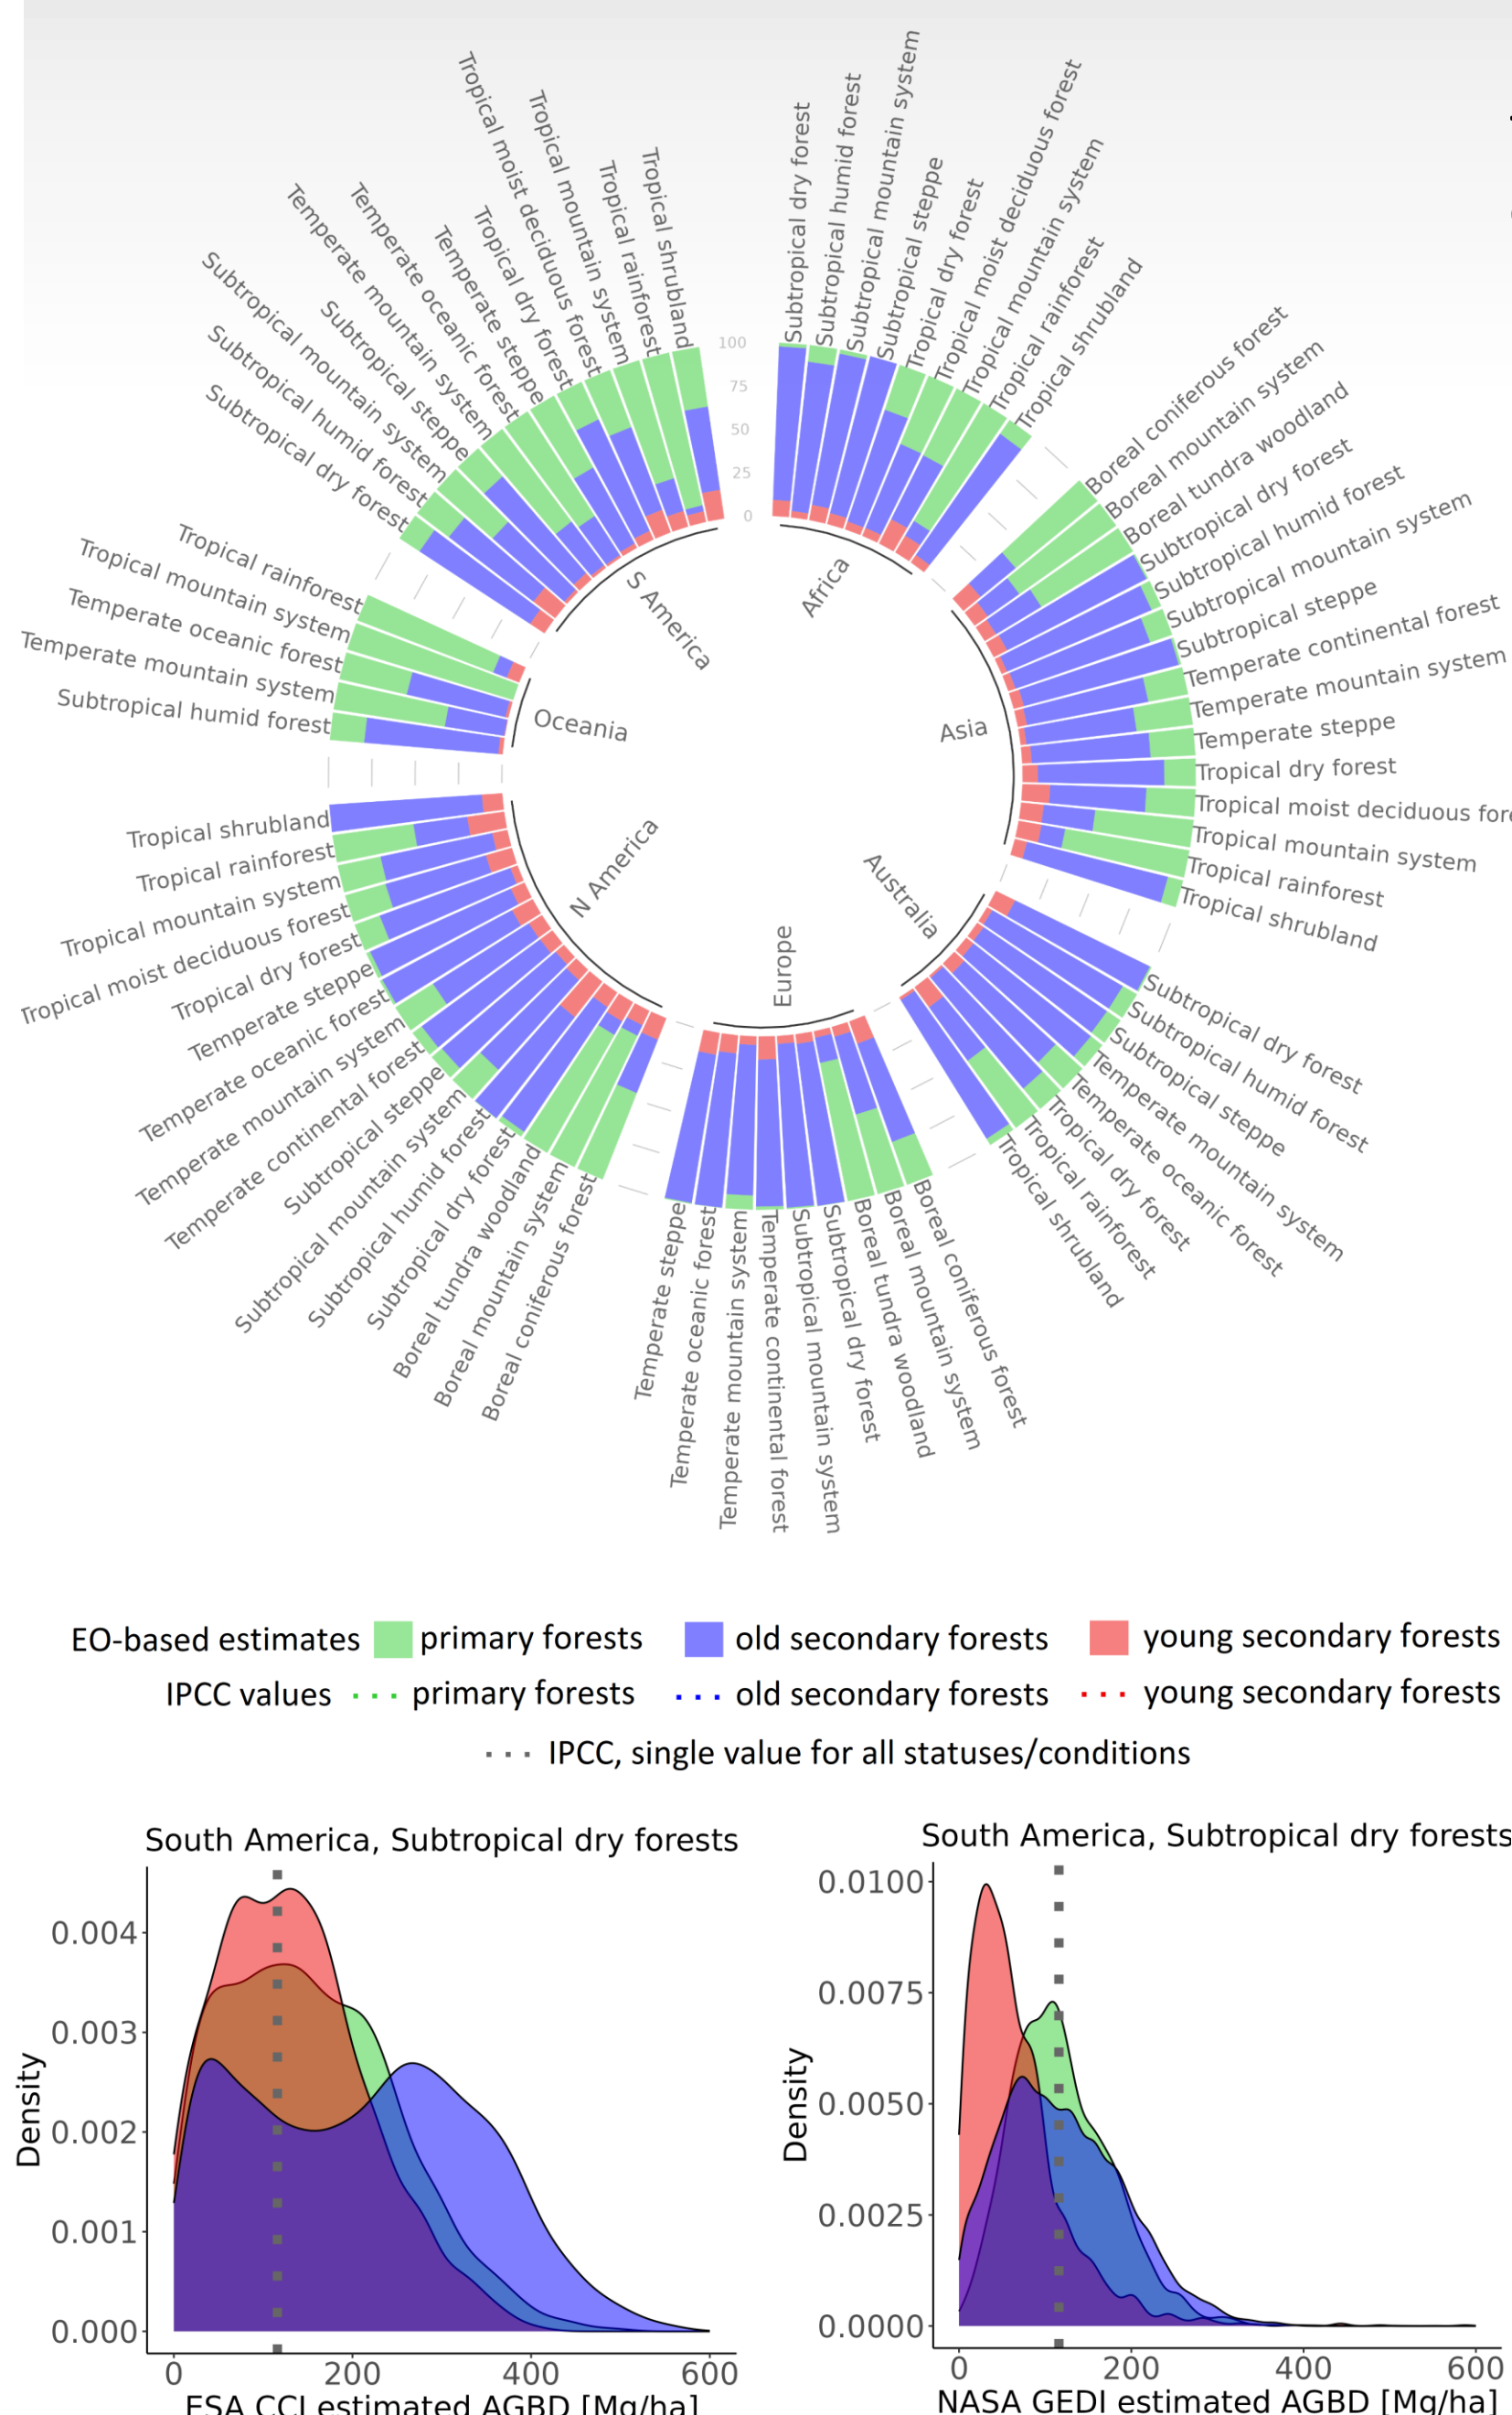 Subtropical dry forest
Subtropical humid forest
Subtropical mountain system
Subtropical steppe
Tropical dry forest
Tropical moist deciduous forest
Tropical mountain system
Tropical rainforest
Tropical shrubland
Africa
Boreal coniferous forest
Boreal mountain system
Boreal tundra woodland
Subtropical dry forest
Subtropical humid forest
Subtropical mountain system
Subtropical steppe
Temperate continental forest
Temperate mountain system
Temperate steppe
Tropical dry forest
Tropical moist deciduous fore
Tropical mountain system
Tropical rainforest
Tropical shrubland
Asia
Subtropical dry forest
Subtropical humid forest
Subtropical steppe
Temperate mountain system
Temperate oceanic forest
Tropical dry forest
Tropical rainforest
Tropical shrubland
Australia
Boreal coniferous forest
Boreal mountain system
Boreal tundra woodland
Subtropical dry forest
Subtropical mountain system
Temperate continental forest
Temperate mountain system
Temperate oceanic forest
Temperate steppe
Europe
Boreal coniferous forest
Boreal mountain system
Boreal tundra woodland
Subtropical dry forest
Subtropical humid forest
Subtropical mountain system
Subtropical steppe
Temperate continental forest
Temperate mountain system
Temperate oceanic forest
Temperate steppe
Tropical dry forest
Tropical moist deciduous forest
Tropical mountain system
Tropical rainforest
Tropical shrubland
N America
Subtropical humid forest
Temperate mountain system
Temperate oceanic forest
Tropical mountain system
Tropical rainforest
Oceania
Subtropical dry forest
Subtropical humid forest
Subtropical mountain system
Subtropical steppe
Temperate mountain system
Temperate oceanic forest
Temperate steppe
Tropical dry forest
Tropical moist deciduous forest
Tropical mountain system
Tropical rainforest
Tropical shrubland
S America
100
75
50
25
0
EO-based estimates primary forests old secondary forests young secondary forests
IPCC values primary forests old secondary forests young secondary forests
IPCC, single value for all statuses/conditions
South America, Subtropical dry forests
Density
0.004
0.003
0.002
0.001
0.000
0 200 400 600
ESA CCI estimated AGBD [Mg/ha]
South America, Subtropical dry forests
Density
0.0100
0.0075
0.0050
0.0025
0.0000
0 200 400 600
NASA GEDI estimated AGBD [Mg/ha]